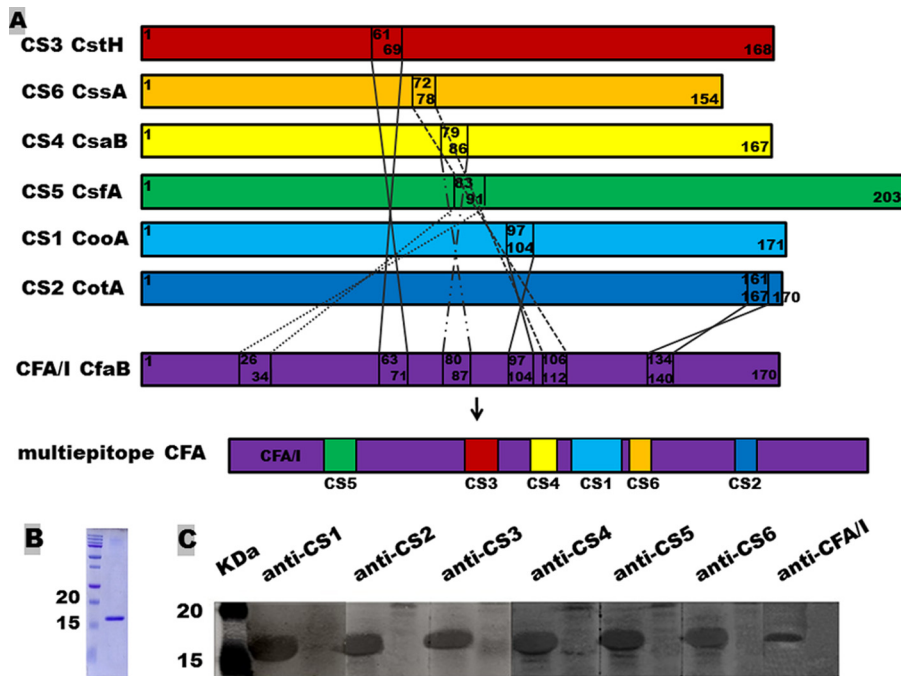 A
CS3 CstH 1 61 69 168
CS6 CssA 1 72 78 154
CS4 CsaB 1 79 86 167
CS5 CsfA 1 83 91 203
CS1 CooA 1 97 104 171
CS2 CotA 1 161 167 170
CFA/I CfaB 1 26 34 63 71 80 87 97 104 106 112 134 140 170
multiepitope CFA CFA/I
CS5 CS3 CS4 CS1 CS6 CS2
B
20
15
C
KDa anti-CS1 anti-CS2 anti-CS3 anti-CS4 anti-CS5 anti-CS6 anti-CFA/I
20
15